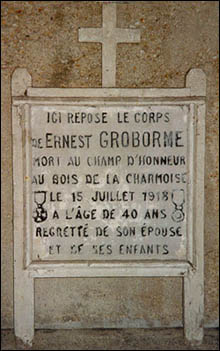 ICI REPOSE LE CORPS
DE ERNEST GROBORME
MORT AU CHAMP D'HONNEUR
AU BOIS DE LA CHARMOISE
LE 15 JUILLET 1918
A L'ÂGE DE 40 ANS
REGRETTÉ DE SON ÉPOUSE
ET DE SES ENFANTS